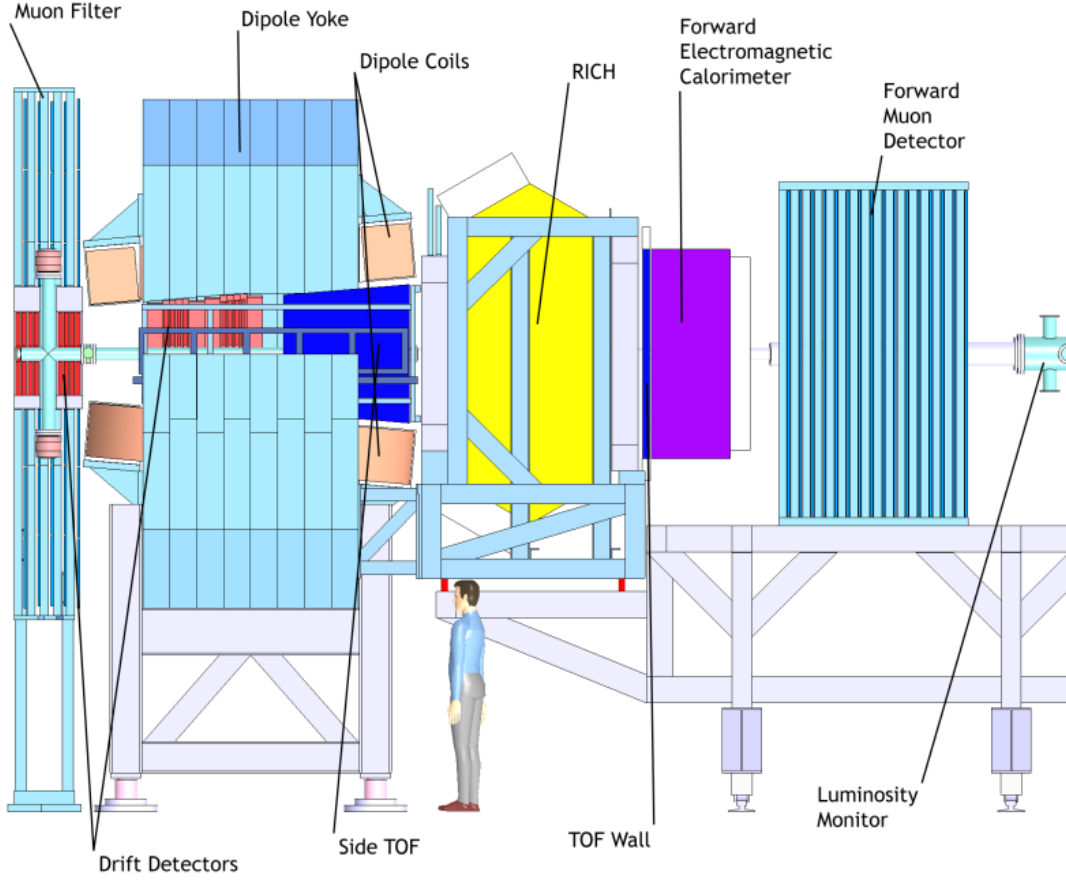 Muon Filter
Dipole Yoke
Dipole Coils
RICH
Forward
Electromagnetic
Calorimeter
Forward
Muon
Detector
Luminosity
Monitor
TOF Wall
Side TOF
Drift Detectors